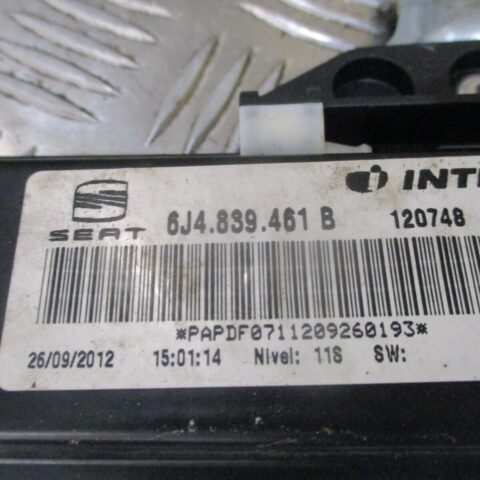 INT
SEAT 6J4.839.461 B 120748
*PAPDF0711209260193*
26/09/2012 15:01:14 Nivel: 11S SW: